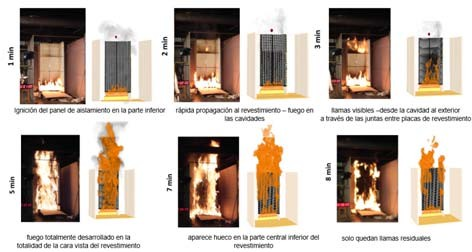 1 min
Ignición del panel de aislamiento en la parte inferior
2 min
rápida propagación al revestimiento – fuego en
las cavidades
3 min
llamas visibles –desde la cavidad al exterior
a través de las juntas entre placas de revestimiento
5 min
fuego totalmente desarrollado en la
totalidad de la cara vista del revestimiento
7 min
aparece hueco en la parte central inferior del
revestimiento
8 min
solo quedan llamas residuales